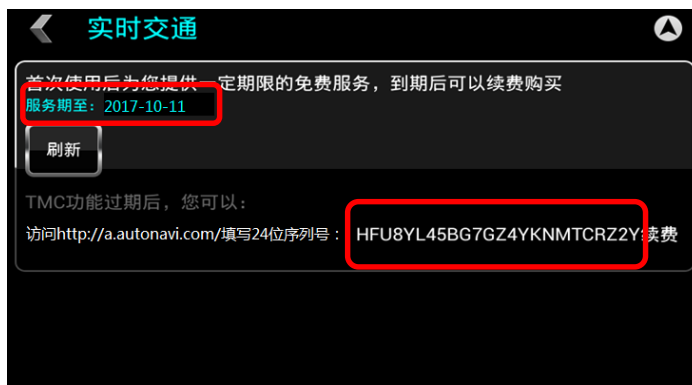 实时交通
首次使用后为您提供一定期限的免费服务，到期后可以续费购买
服务期至：2017-10-11
刷新
TMC功能过期后，您可以：
访问http://a.autonavi.com/填写24位序列号： HFU8YL45BG7GZ4YKNMTCRZ2Y续费